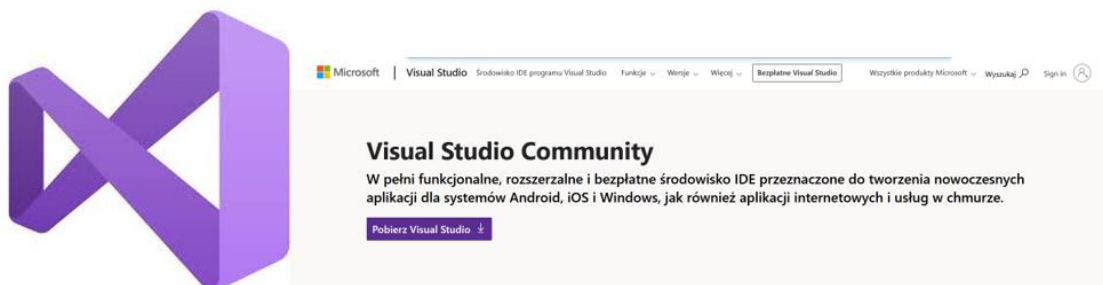 Microsoft | Visual Studio Środowisko IDE programu Visual Studio Funkcje Wersje Więcej Bezpłatne Visual Studio Wszystkie produkty Microsoft Wyszukaj Sign in
Visual Studio Community
W pełni funkcjonalne, rozszerzalne i bezpłatne środowisko IDE przeznaczone do tworzenia nowoczesnych
aplikacji dla systemów Android, iOS i Windows, jak również aplikacji internetowych i usług w chmurze.
Pobierz Visual Studio